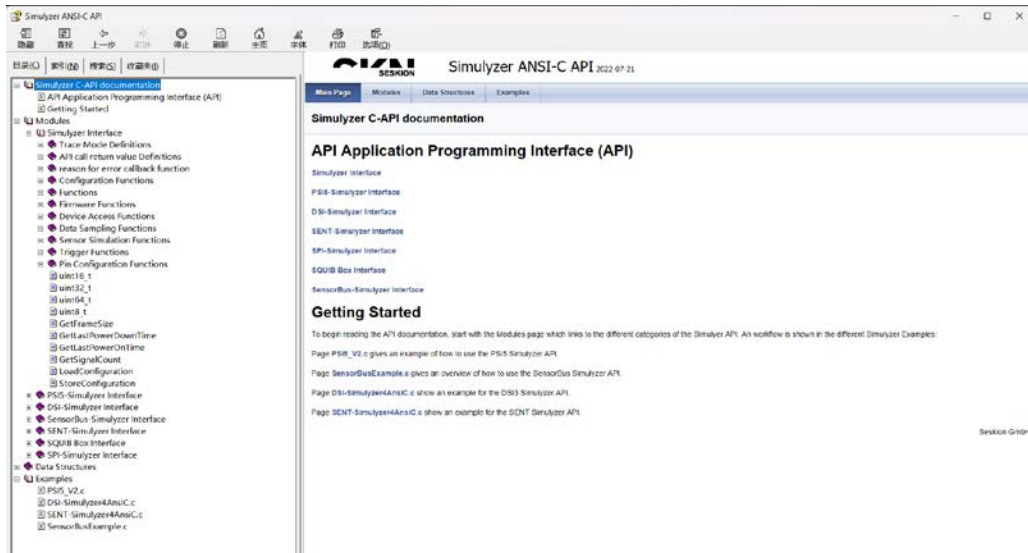 Simulyzer ANSI-C API
隐藏 查找 上一步 前进 停止 刷新 主页 字体 打印 选项(O)
目录(C) 索引(N) 搜索(S) 收藏夹(I)
Simulyzer C-API documentation
API Application Programming Interface (API)
Getting Started
Modules
Simulyzer Interface
Trace Mode Definitions
API call return value Definitions
reason for error callback function
Configuration Functions
Functions
Firmware Functions
Device Access Functions
Data Sampling Functions
Sensor Simulation Functions
Trigger Functions
Pin Configuration Functions
uint16_t
uint32_t
uint64_t
uint8_t
GetFrameSize
GetLastPowerDownTime
GetLastPowerOnTime
GetSignalCount
LoadConfiguration
StoreConfiguration
PSI5-Simulyzer Interface
DSI-Simulyzer Interface
SensorBus-Simulyzer Interface
SENT-Simulyzer Interface
SQUIB Box Interface
SPI-Simulyzer Interface
Data Structures
Examples
PSI5_V2.c
DSI-Simulyzer4AnsiC.c
SENT-Simulyzer4AnsiC.c
SensorBusExample.c
SESKION
Simulyzer ANSI-C API 2022-07-21
Main Page Modules Data Structures Examples
Simulyzer C-API documentation
API Application Programming Interface (API)
Simulyzer Interface
PSI5-Simulyzer Interface
DSI-Simulyzer Interface
SENT-Simulyzer Interface
SPI-Simulyzer Interface
SQUIB Box Interface
SensorBus-Simulyzer Interface
Getting Started
To begin reading the API documentation, start with the Modules page which links to the different categories of the Simulyer API. An workflow is shown in the different Simulyzer Examples:
Page PSI5_V2.c gives an example of how to use the PSI5 Simulyzer API.
Page SensorBusExample.c gives an overview of how to use the SensorBus Simulyzer API.
Page DSI-Simulyzer4AnsiC.c show an example for the DSI3 Simulyzer API.
Page SENT-Simulyzer4AnsiC.c show an example for the SENT Simulyzer API.
Seskion GmbH